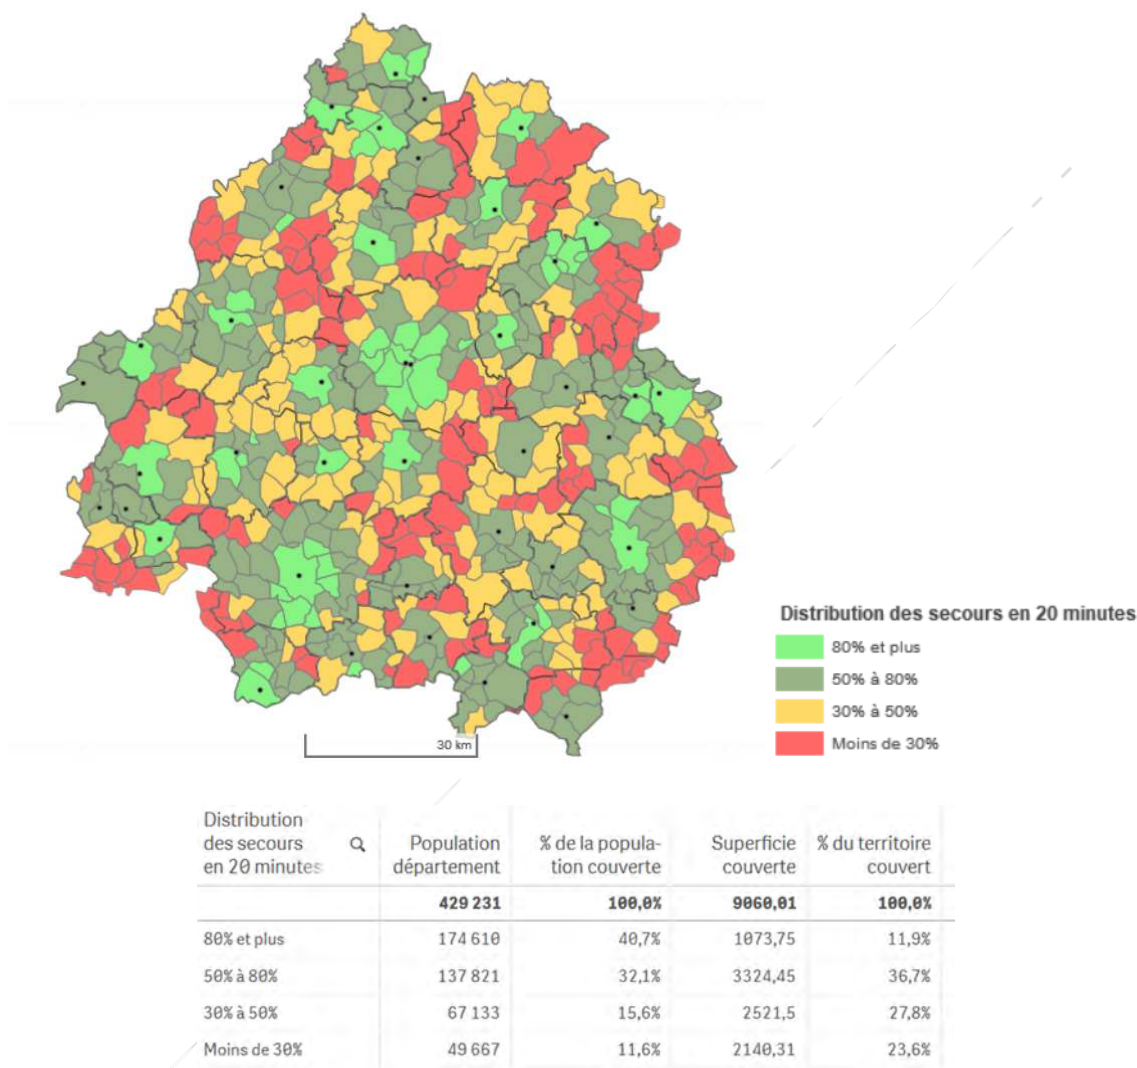 Distribution des secours en 20 minutes
80% et plus
50% à 80%
30% à 50%
Moins de 30%
30 km
Distribution
des secours
en 20 minutes
Population
département
% de la popula-
tion couverte
Superficie
couverte
% du territoire
couvert
429 231 100,0% 9060,01 100,0%
80% et plus 174 610 40,7% 1073,75 11,9%
50% à 80% 137 821 32,1% 3324,45 36,7%
30% à 50% 67 133 15,6% 2521,5 27,8%
Moins de 30% 49 667 11,6% 2140,31 23,6%